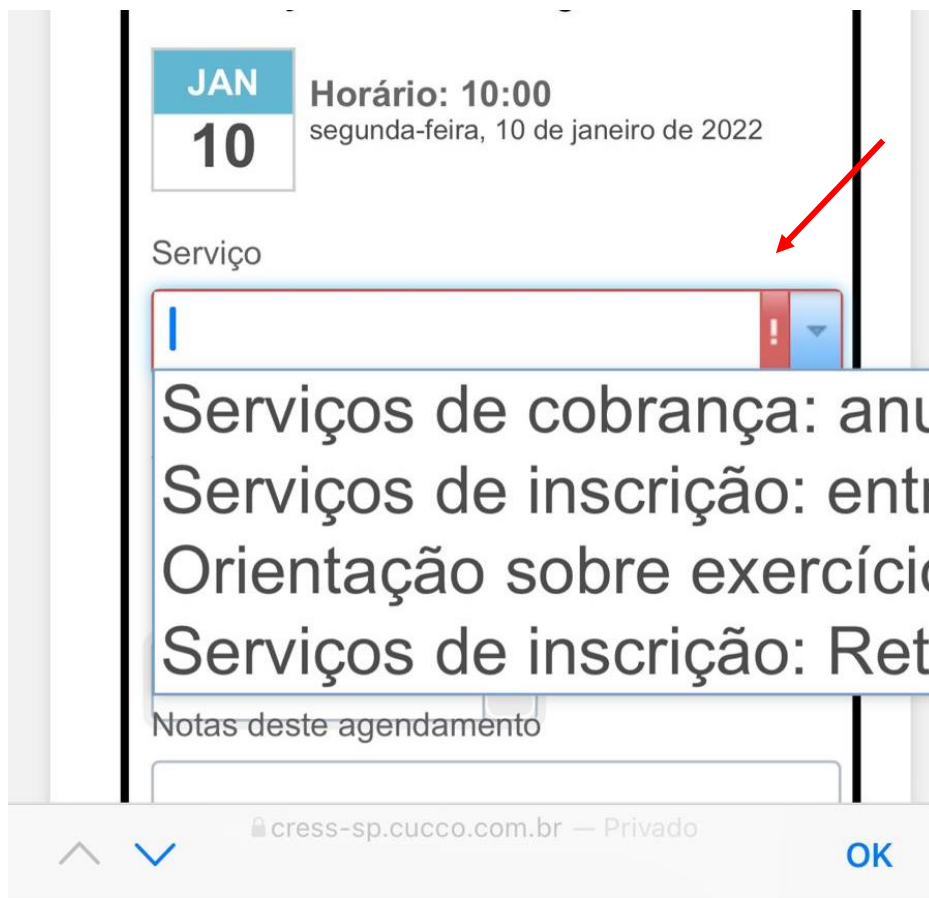 JAN
10
Horário: 10:00
segunda-feira, 10 de janeiro de 2022
Serviço
!
Serviços de cobrança:
Serviços de inscrição:
Orientação sobre
Serviços de inscrição:
Notas deste agendamento
cress-sp.cucco.com.br — Privado
OK